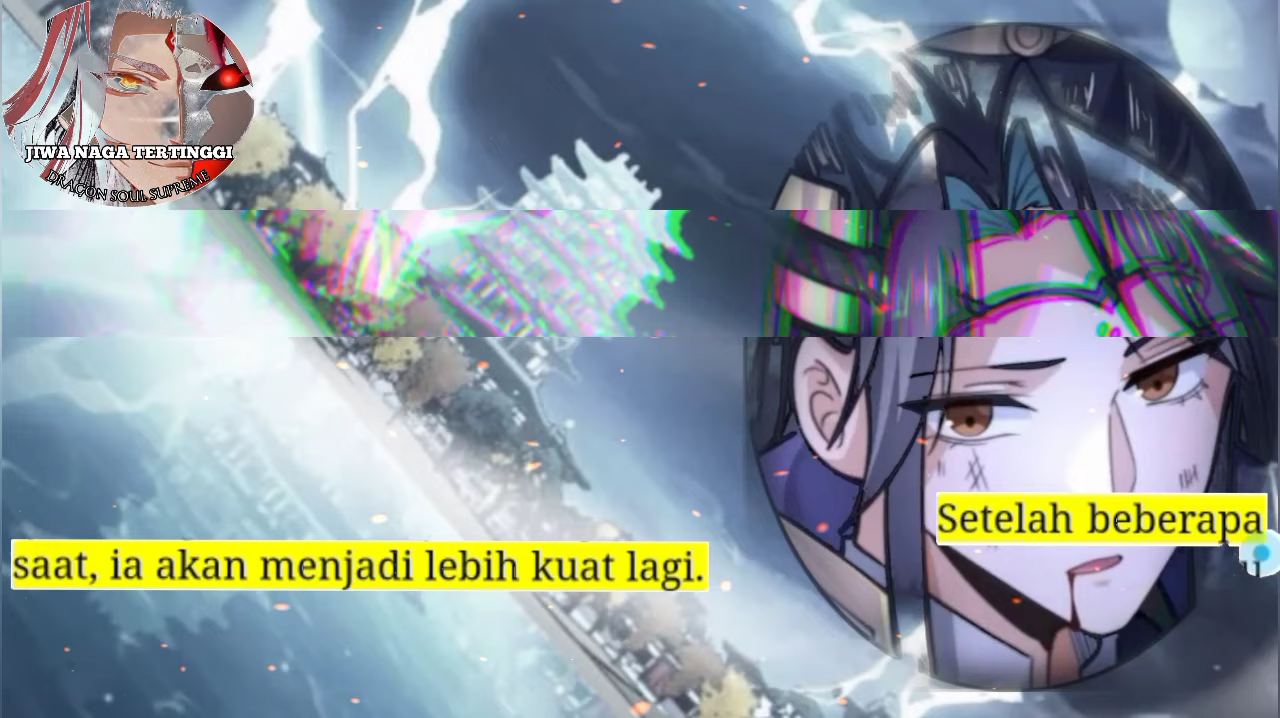 JIWA NAGA TERTINGGI
DRAGON SOUL SUPREME
Setelah beberapa
saat, ia akan menjadi lebih kuat lagi.